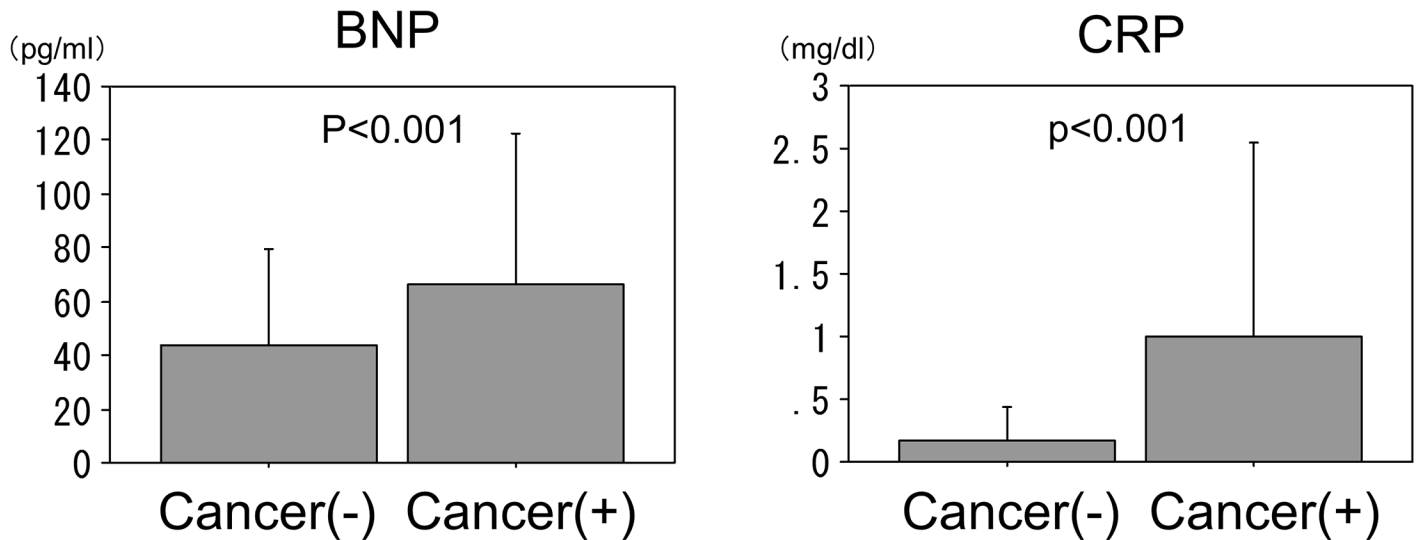 BNP
（pg/ml）
140
120
100
80
60
40
20
0
P<0.001
Cancer(-) Cancer(+)
CRP
（mg/dl）
3
2.5
2
1.5
1
.5
0
p<0.001
Cancer(-) Cancer(+)